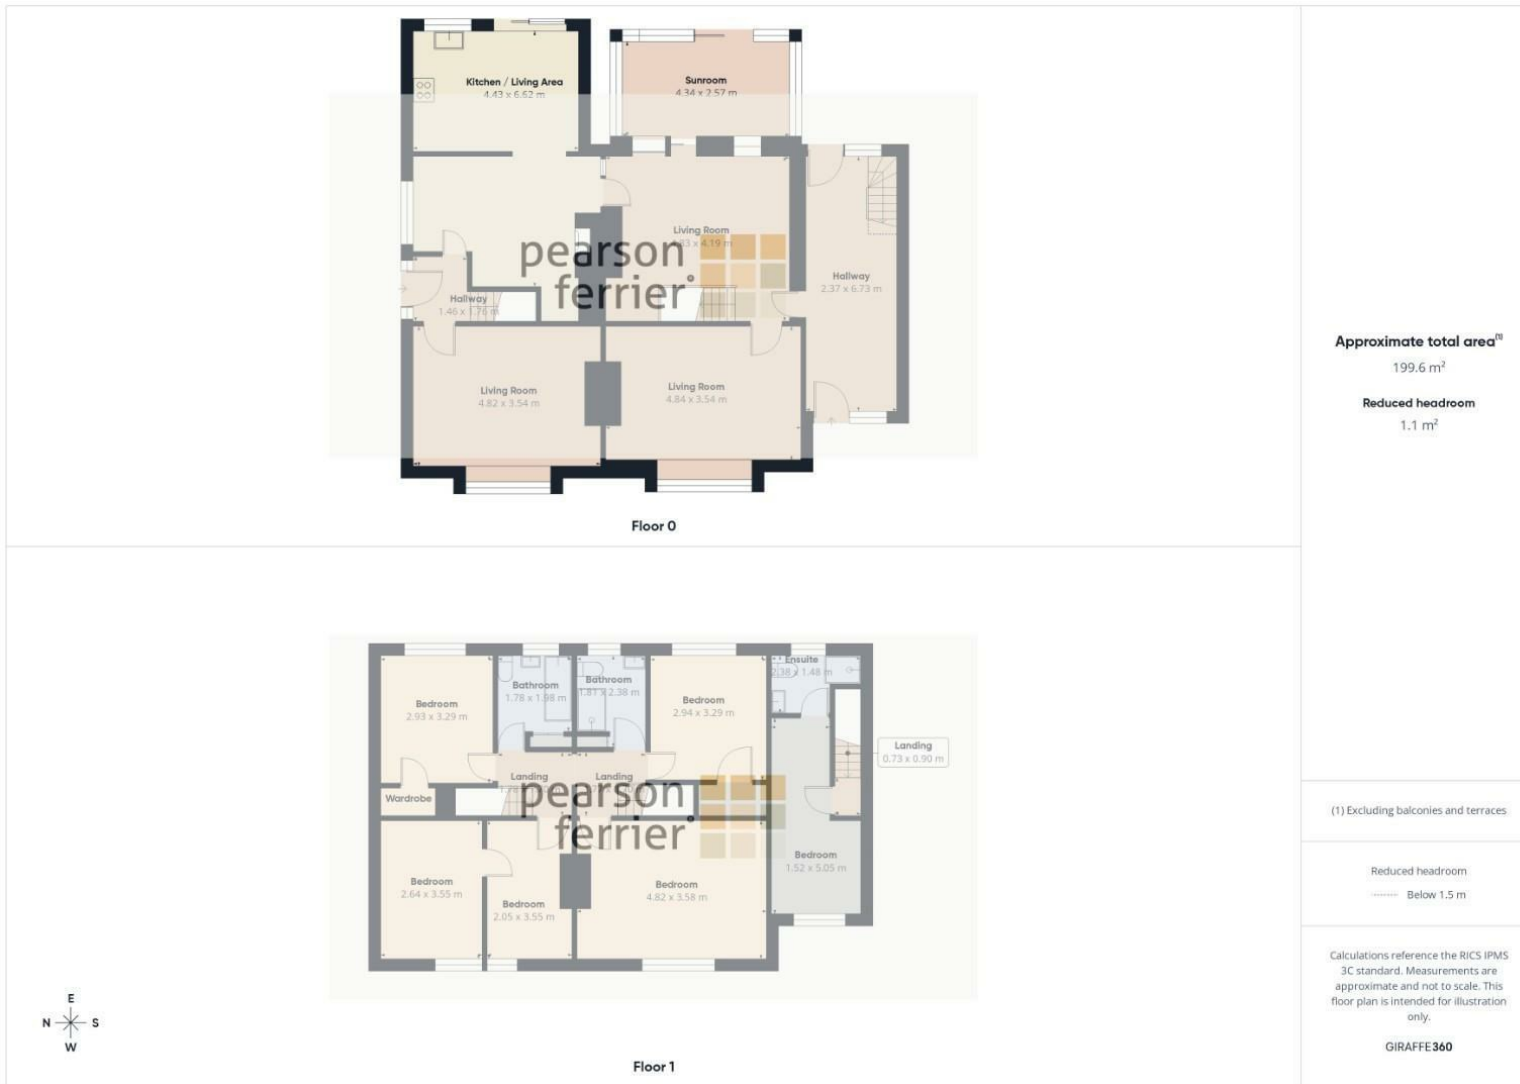 Kitchen / Living Area
4.43 x 6.62 m
Sunroom
4.34 x 2.57 m
Living Room
4.19 m
Hallway
2.37 x 6.73 m
pearson
ferrier
Hallway
1.46 x 1.76 m
Living Room
4.82 x 3.54 m
Living Room
4.84 x 3.54 m
Floor 0
Approximate total area(1)
199.6 m²
Reduced headroom
1.1 m²
Ensuite
2.38 x 1.48 m
Bathroom
1.78 x 1.98 m
Bathroom
1.81 x 2.38 m
Bedroom
2.93 x 3.29 m
Bedroom
2.94 x 3.29 m
Landing
0.73 x 0.90 m
Landing
Landing
Wardrobe
pearson
ferrier
Bedroom
1.52 x 5.05 m
Bedroom
2.64 x 3.55 m
Bedroom
2.05 x 3.55 m
Bedroom
4.82 x 3.58 m
(1) Excluding balconies and terraces
Reduced headroom
Below 1.5 m
Calculations reference the RICS IPMS
3C standard. Measurements are
approximate and not to scale. This
floor plan is intended for illustration
only.
GIRAFFE360
E
N S
W
Floor 1